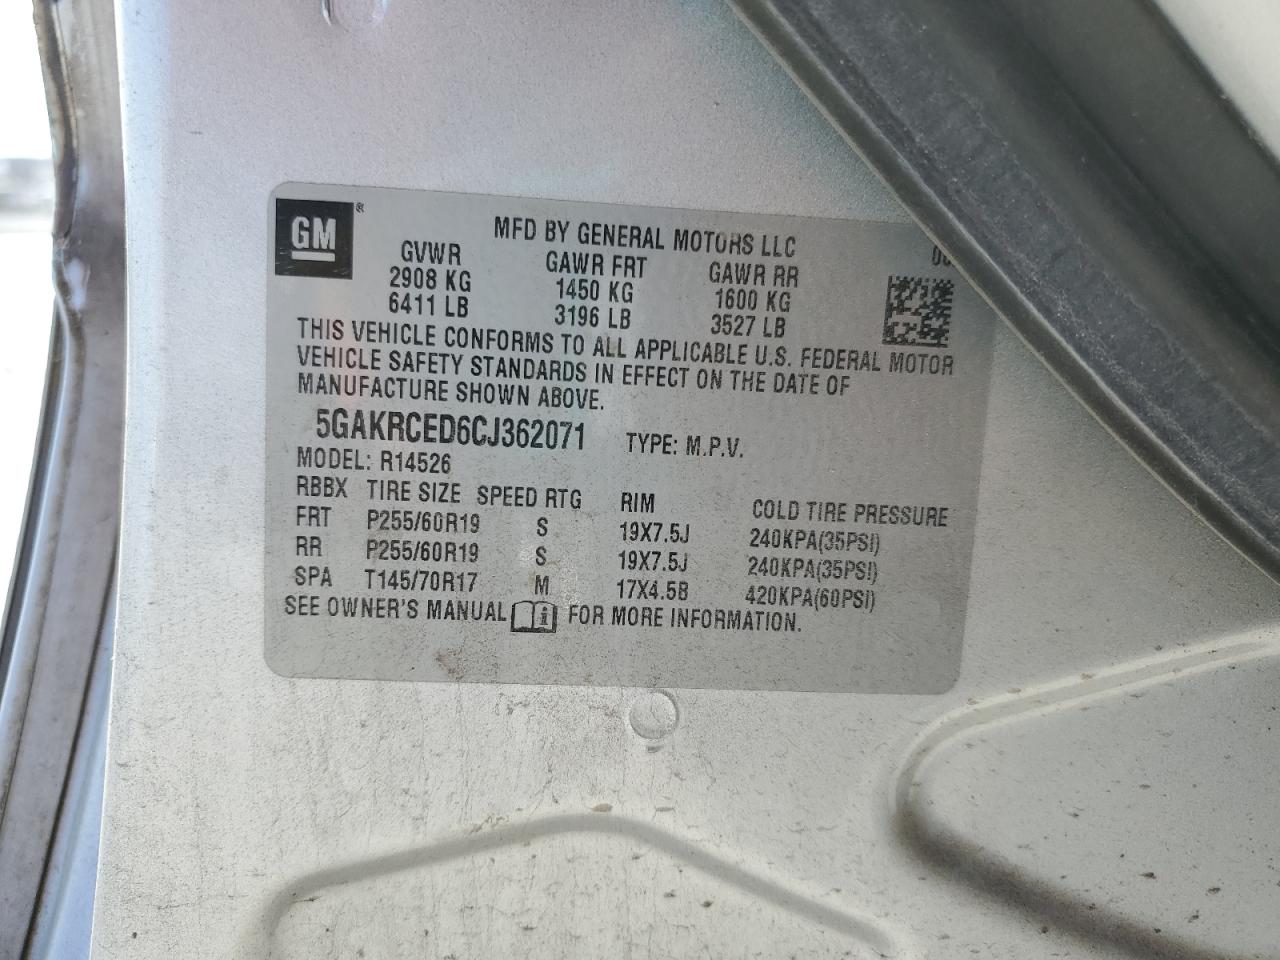 GM ®
MFD BY GENERAL MOTORS LLC
GVWR GAWR FRT GAWR RR
2908 KG 1450 KG 1600 KG
6411 LB 3196 LB 3527 LB
THIS VEHICLE CONFORMS TO ALL APPLICABLE U.S. FEDERAL MOTOR
VEHICLE SAFETY STANDARDS IN EFFECT ON THE DATE OF
MANUFACTURE SHOWN ABOVE.
5GAKRCED6CJ362071 TYPE: M.P.V.
MODEL: R14526
RBBX TIRE SIZE SPEED RTG RIM COLD TIRE PRESSURE
FRT P255/60R19 S 19X7.5J 240KPA(35PSI)
RR P255/60R19 S 19X7.5J 240KPA(35PSI)
SPA T145/70R17 M 17X4.5B 420KPA(60PSI)
SEE OWNER'S MANUAL i FOR MORE INFORMATION.